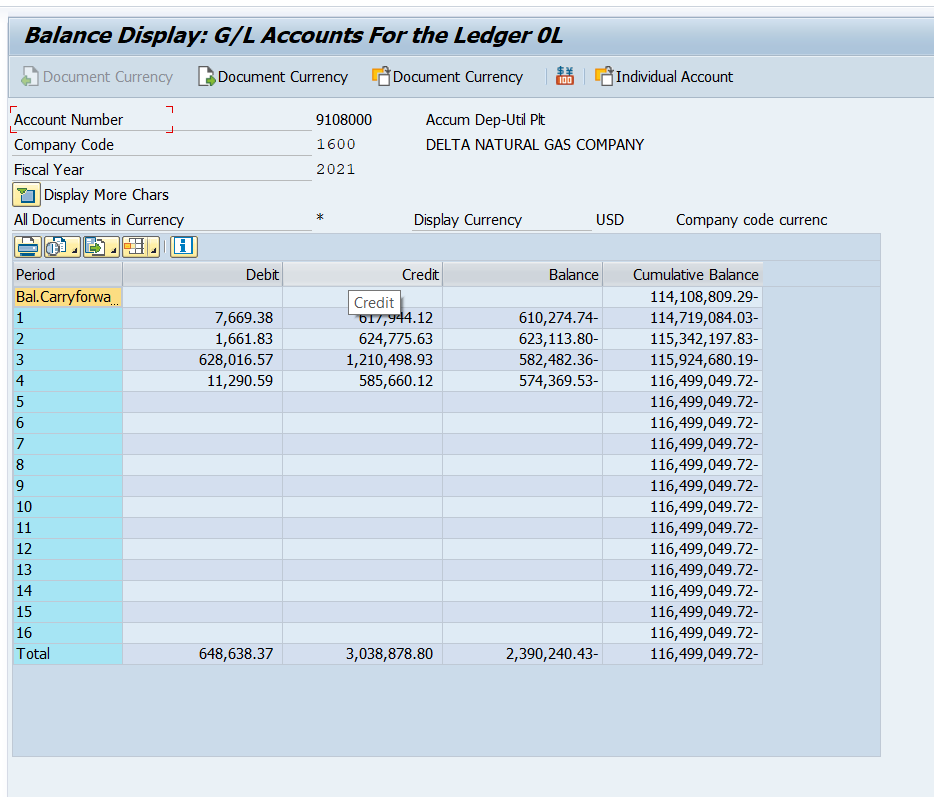 Balance Display: G/L Accounts For the Ledger 0L
Document Currency Document Currency Document Currency Individual Account
Account Number 9108000 Accum Dep-Util Plt
Company Code 1600 DELTA NATURAL GAS COMPANY
Fiscal Year 2021
Display More Chars
All Documents in Currency * Display Currency USD Company code currenc
Period Debit Credit Balance Cumulative Balance
Bal.Carryforwa... 114,108,809.29-
Credit
1 7,669.38 617,944.12 610,274.74- 114,719,084.03-
2 1,661.83 624,775.63 623,113.80- 115,342,197.83-
3 628,016.57 1,210,498.93 582,482.36- 115,924,680.19-
4 11,290.59 585,660.12 574,369.53- 116,499,049.72-
5 116,499,049.72-
6 116,499,049.72-
7 116,499,049.72-
8 116,499,049.72-
9 116,499,049.72-
10 116,499,049.72-
11 116,499,049.72-
12 116,499,049.72-
13 116,499,049.72-
14 116,499,049.72-
15 116,499,049.72-
16 116,499,049.72-
Total 648,638.37 3,038,878.80 2,390,240.43- 116,499,049.72-